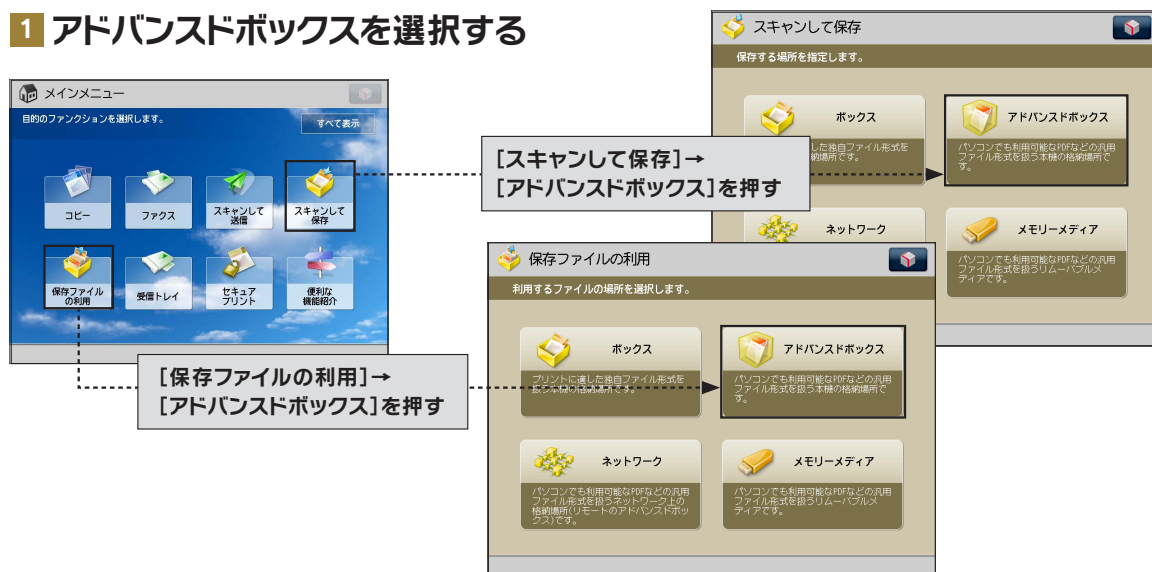 1 アドバンスドボックスを選択する
メインメニュー
目的のファンクションを選択します。
すべて表示
コピー
ファクス
スキャンして
送信
スキャンして
保存
保存ファイル
の利用
受信トレイ
セキュア
プリント
便利な
機能紹介
[スキャンして保存]→
[アドバンスドボックス]を押す
[保存ファイルの利用]→
[アドバンスドボックス]を押す
スキャンして保存
保存する場所を指定します。
ボックス
した独自ファイル形式を
納場所です。
アドバンスドボックス
パソコンでも利用可能なPDFなどの汎用
ファイル形式を扱う本機の格納場所で
す。
ネットワーク
メモリーメディア
パソコンでも利用可能なPDFなどの汎用
ファイル形式を扱うリムーバブルメ
ディアです。
保存ファイルの利用
利用するファイルの場所を選択します。
ボックス
プリントに適した独自ファイル形式を
扱う本機の格納場所です。
アドバンスドボックス
パソコンでも利用可能なPDFなどの汎用
ファイル形式を扱う本機の格納場所で
す。
ネットワーク
パソコンでも利用可能なPDFなどの汎用
ファイル形式を扱うネットワーク上の
格納場所(リモートのアドバンスドボッ
クス)です。
メモリーメディア
パソコンでも利用可能なPDFなどの汎用
ファイル形式を扱うリムーバブルメ
ディアです。